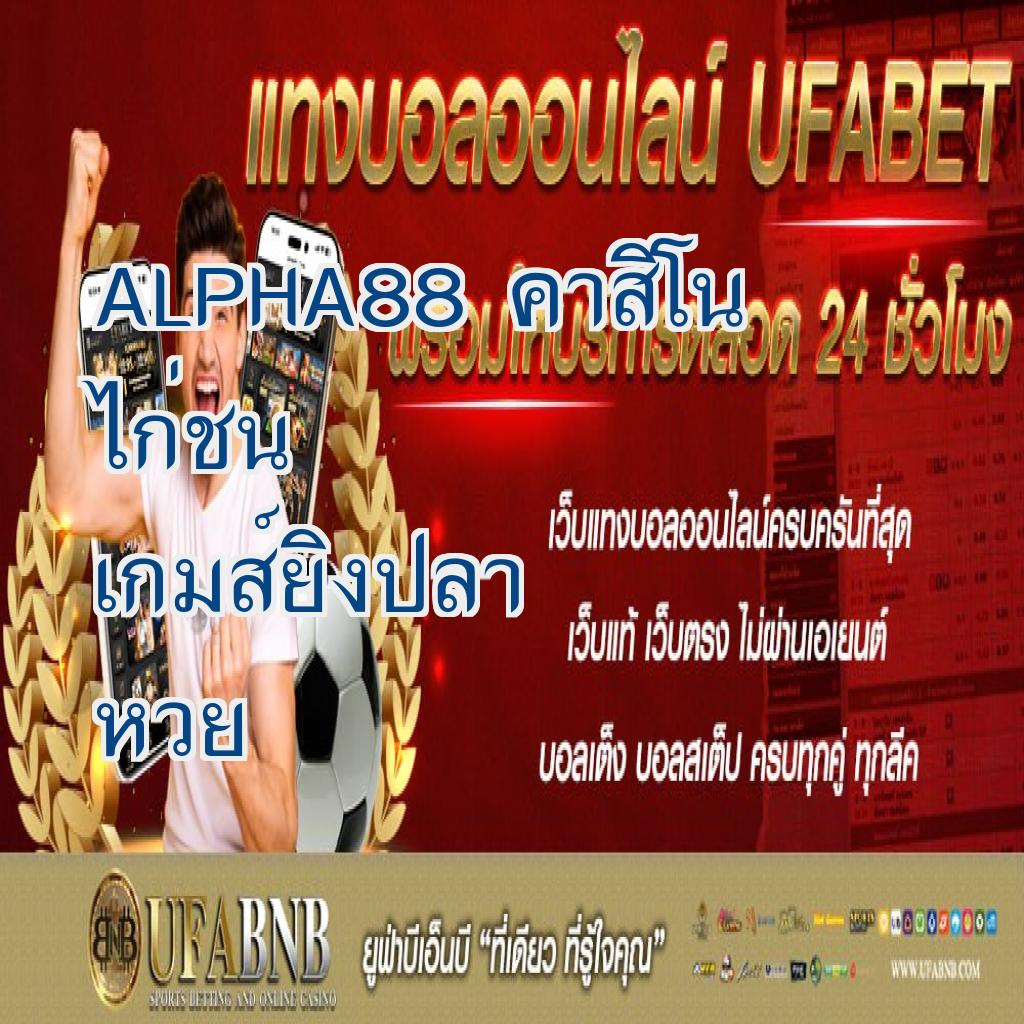 แทงบอลออนไลน์ UFABET
ALPHA88 คาสิโน
พร้อมให้บริการตลอด 24 ชั่วโมง
ไก่ชน
เว็บแทงบอลออนไลน์ครบครันที่สุด
เกมส์ยิงปลา
เว็บแท้ เว็บตรง ไม่ผ่านเอเยนต์
หวย
บอลเต็ง บอลสเต็ป ครบทุกคู่ ทุกลีค
UFABNB
SPORTS BETTING AND ONLINE CASINO
ยูฟ่าบีเอ็นบี “ที่เดียว ที่รู้ใจคุณ”
WWW.UFABNB.COM